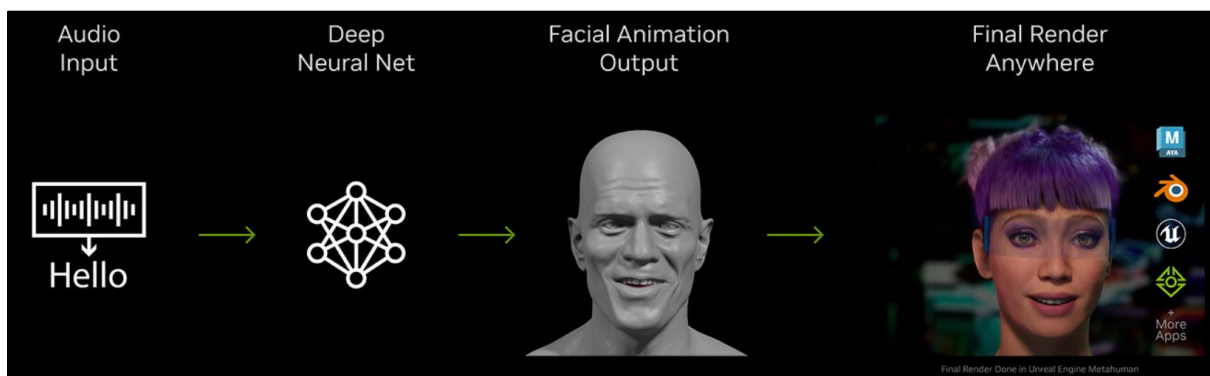 Audio
Input
Deep
Neural Net
Facial Animation
Output
Final Render
Anywhere
Hello
M
AYA
+
More
Apps
Final Render Done in Unreal Engine Metahuman